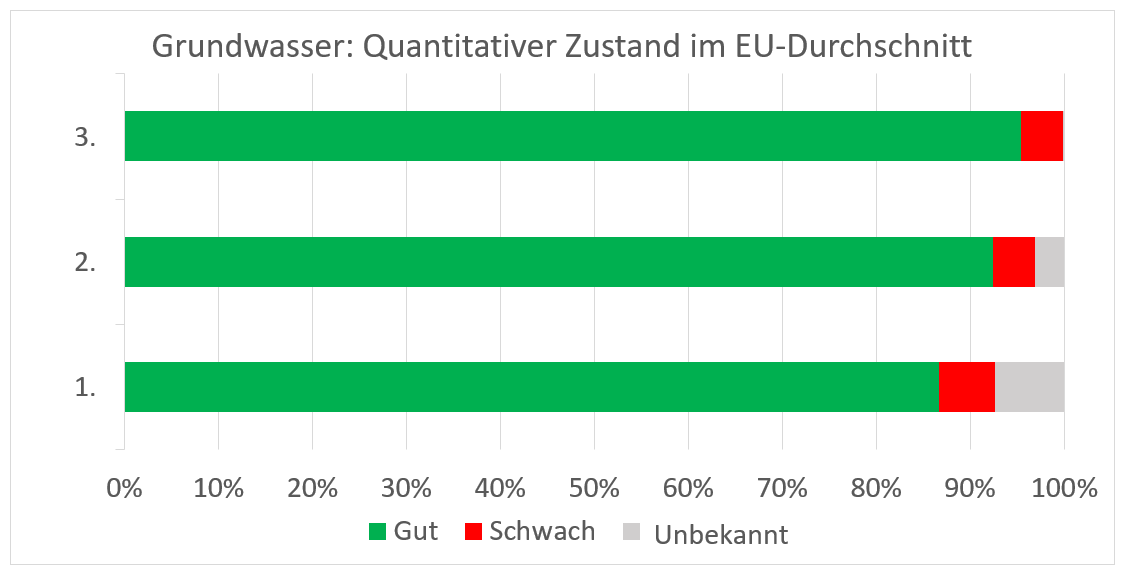 Grundwasser: Quantitativer Zustand im EU-Durchschnitt
3.
2.
1.
0% 10% 20% 30% 40% 50% 60% 70% 80% 90% 100%
Gut Schwach Unbekannt